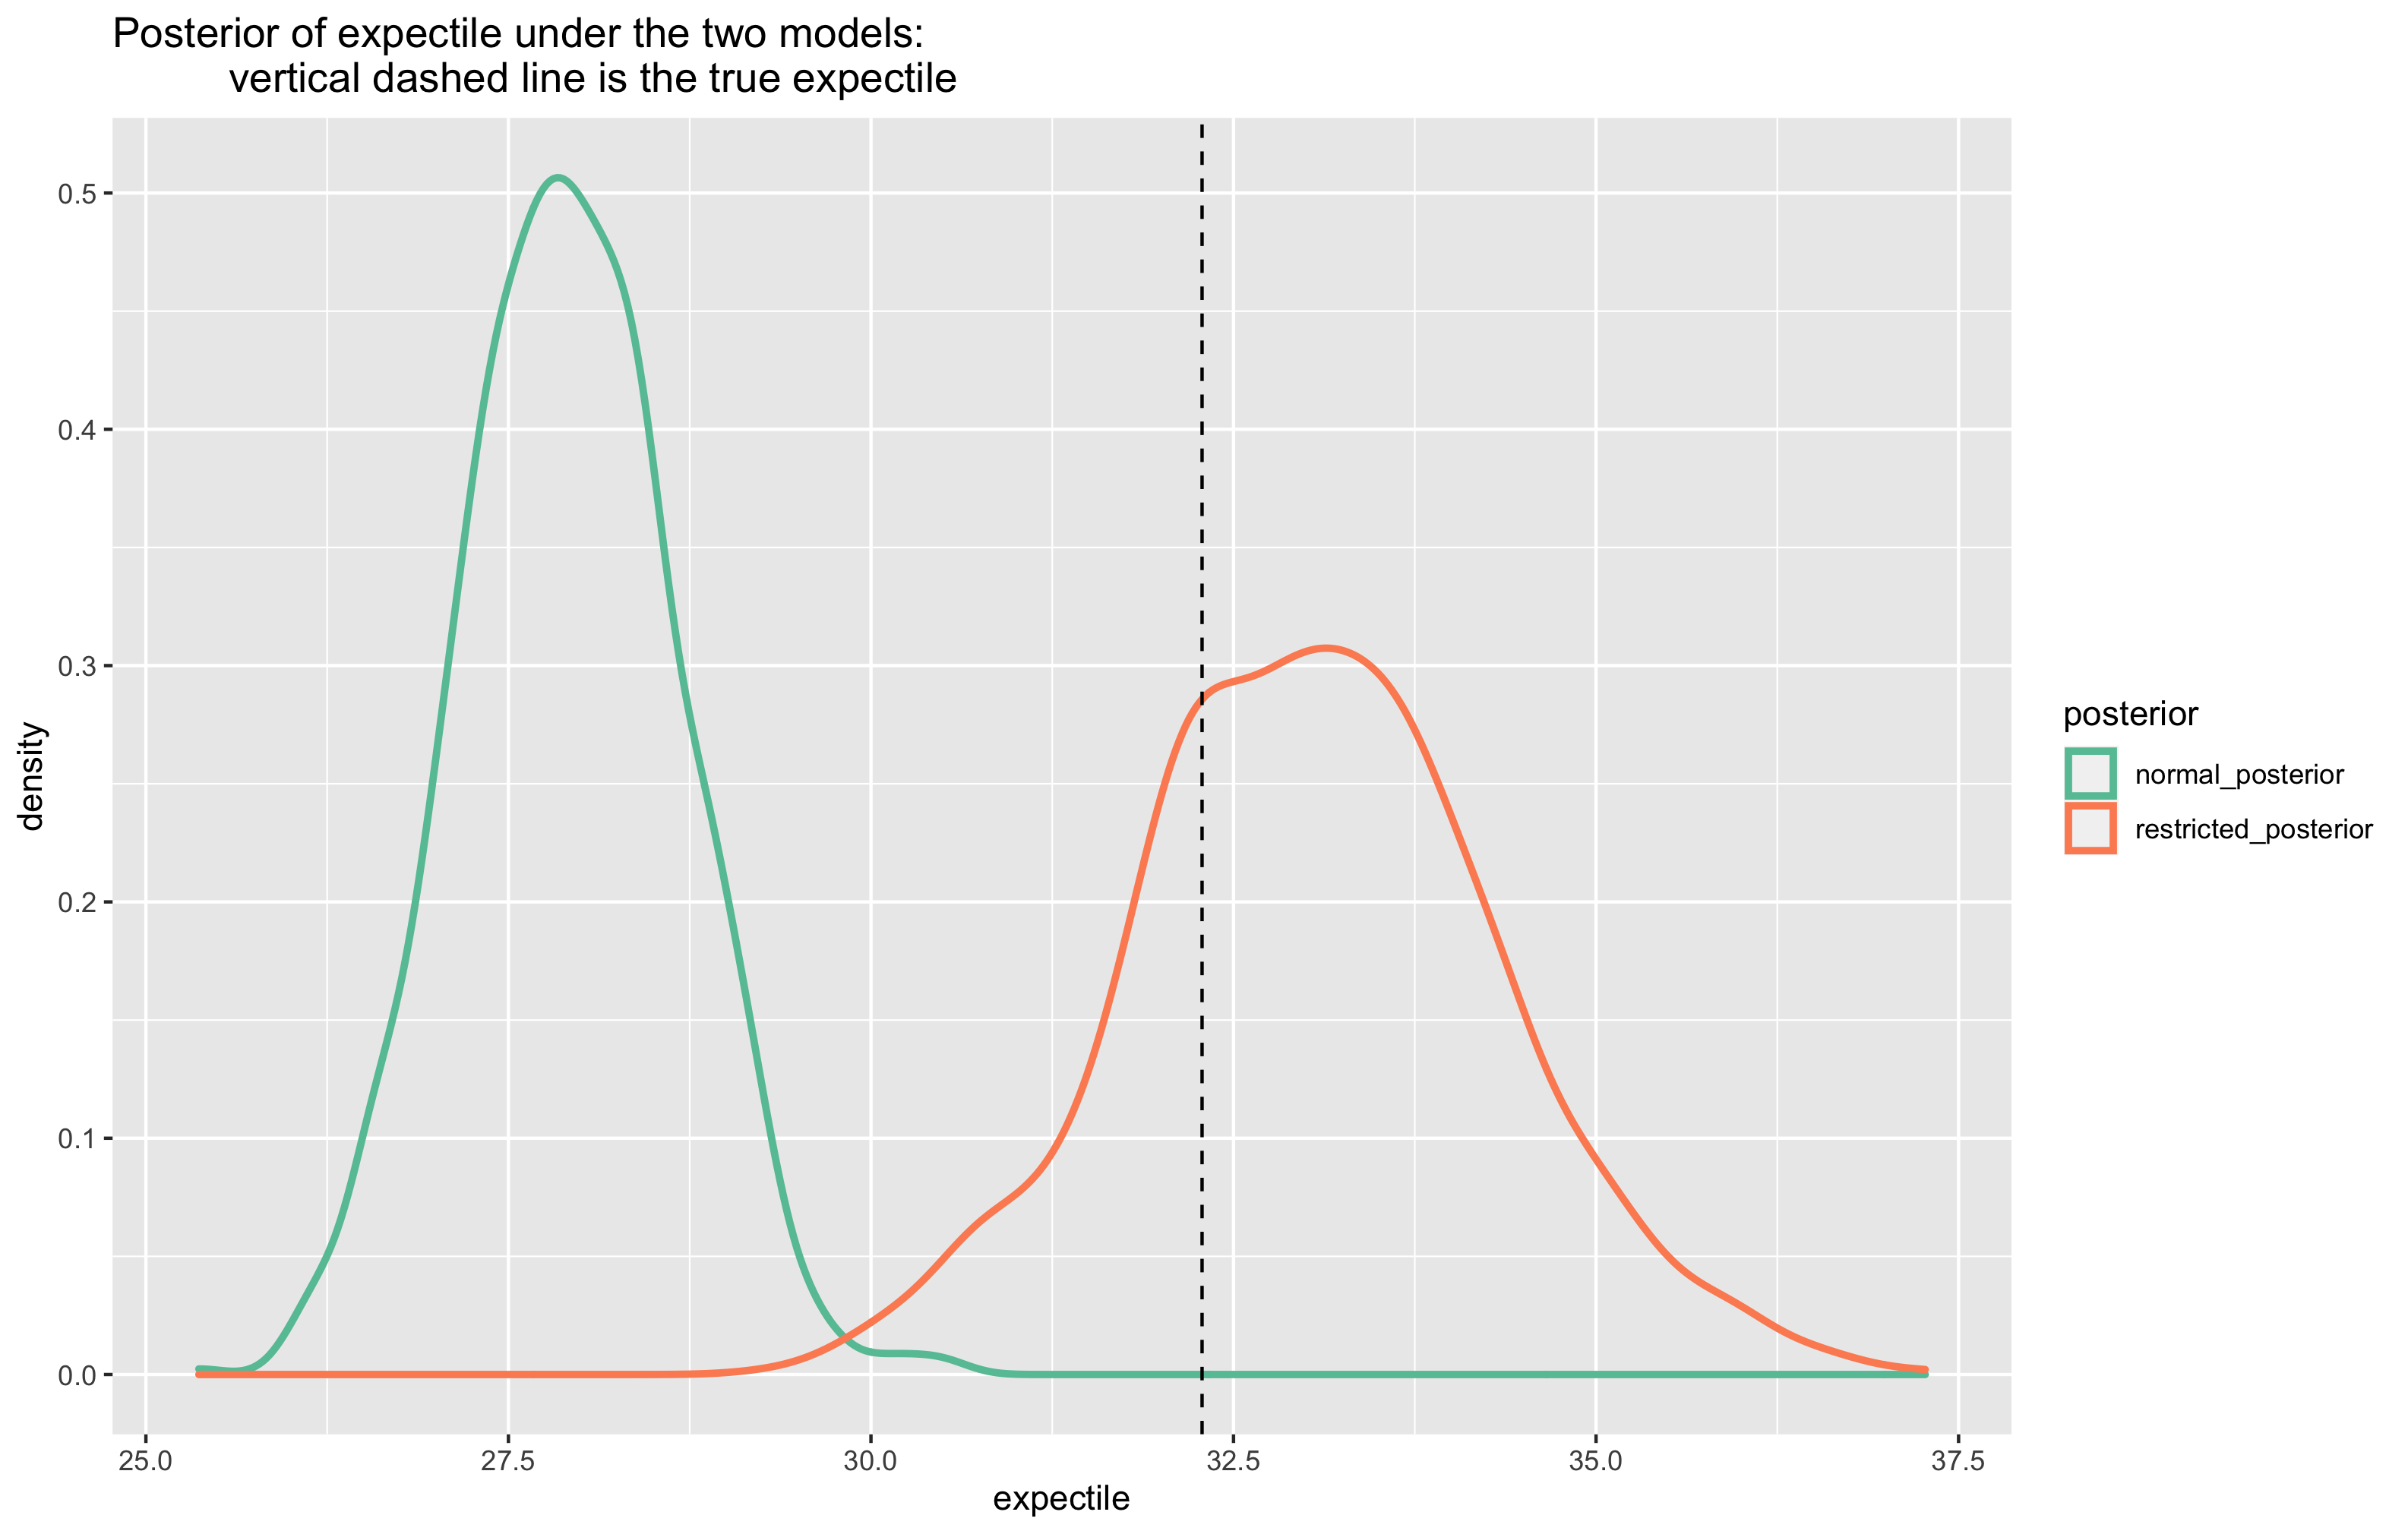 Posterior of expectile under the two models:
vertical dashed line is the true expectile
0.5
0.4
0.3
0.2
0.1
0.0
density
25.0 27.5 30.0 32.5 35.0 37.5
expectile
posterior
normal_posterior
restricted_posterior